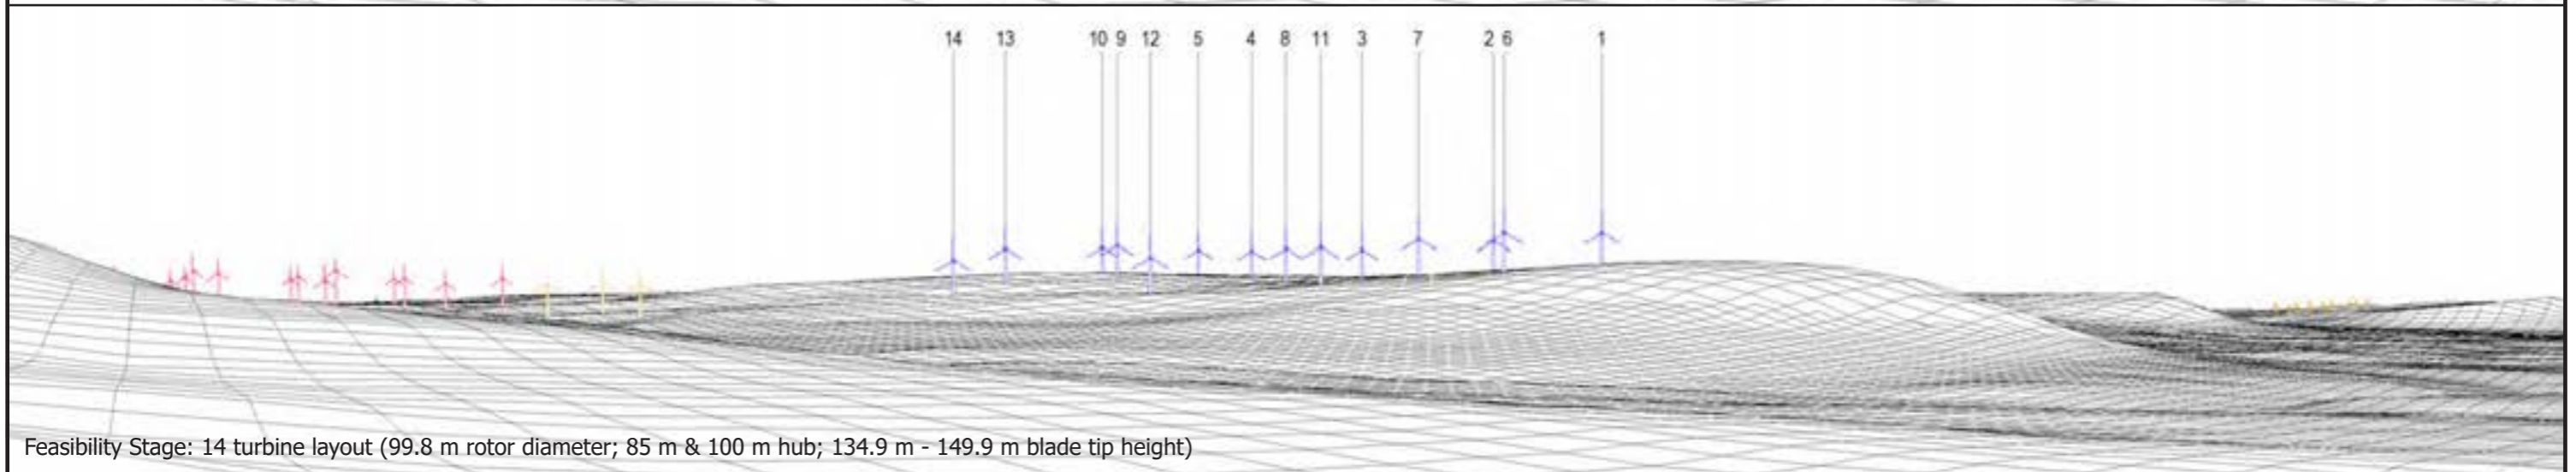 14 13 10 9 12 5 4 8 11 3 7 2 6 1
Feasibility Stage: 14 turbine layout (99.8 m rotor diameter; 85 m & 100 m hub; 134.9 m - 149.9 m blade tip height)